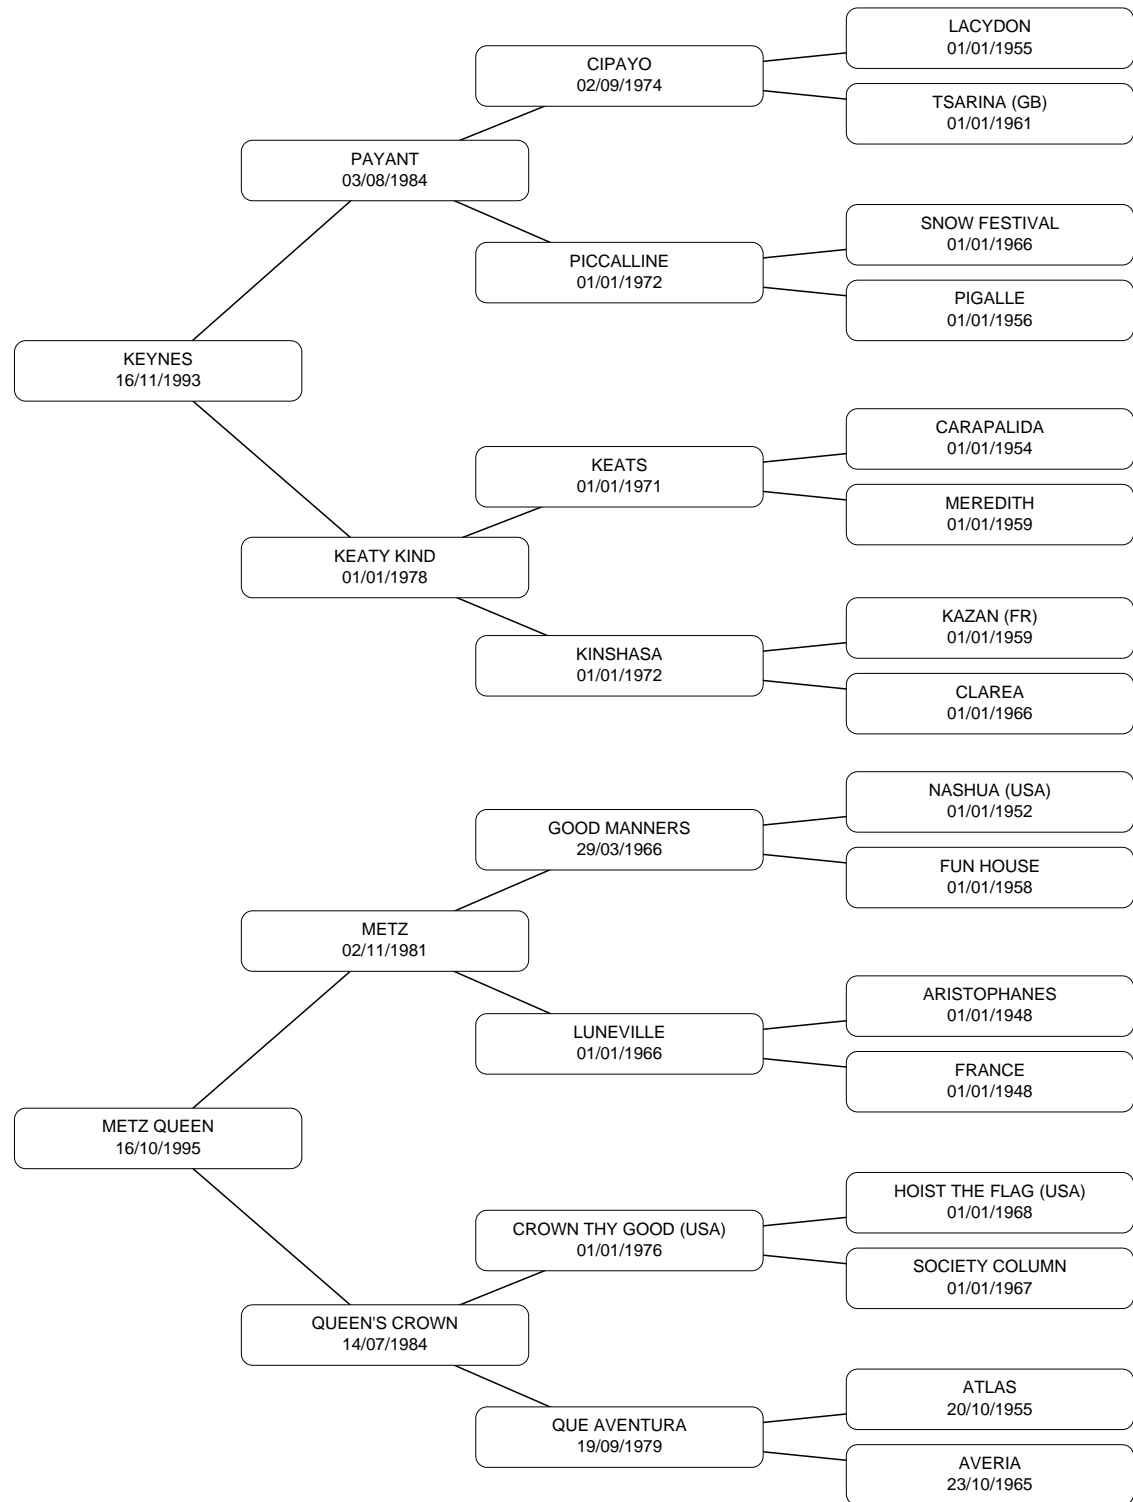 LACYDON
01/01/1955
CIPAYO
02/09/1974
TSARINA (GB)
01/01/1961
PAYANT
03/08/1984
SNOW FESTIVAL
01/01/1966
PICCALLINE
01/01/1972
PIGALLE
01/01/1956
KEYNES
16/11/1993
CARAPALIDA
01/01/1954
KEATS
01/01/1971
MEREDITH
01/01/1959
KEATY KIND
01/01/1978
KAZAN (FR)
01/01/1959
KINSHASA
01/01/1972
CLAREA
01/01/1966
NASHUA (USA)
01/01/1952
GOOD MANNERS
29/03/1966
FUN HOUSE
01/01/1958
METZ
02/11/1981
ARISTOPHANES
01/01/1948
LUNEVILLE
01/01/1966
FRANCE
01/01/1948
METZ QUEEN
16/10/1995
HOIST THE FLAG (USA)
01/01/1968
CROWN THY GOOD (USA)
01/01/1976
SOCIETY COLUMN
01/01/1967
QUEEN'S CROWN
14/07/1984
ATLAS
20/10/1955
QUE AVENTURA
19/09/1979
AVERIA
23/10/1965